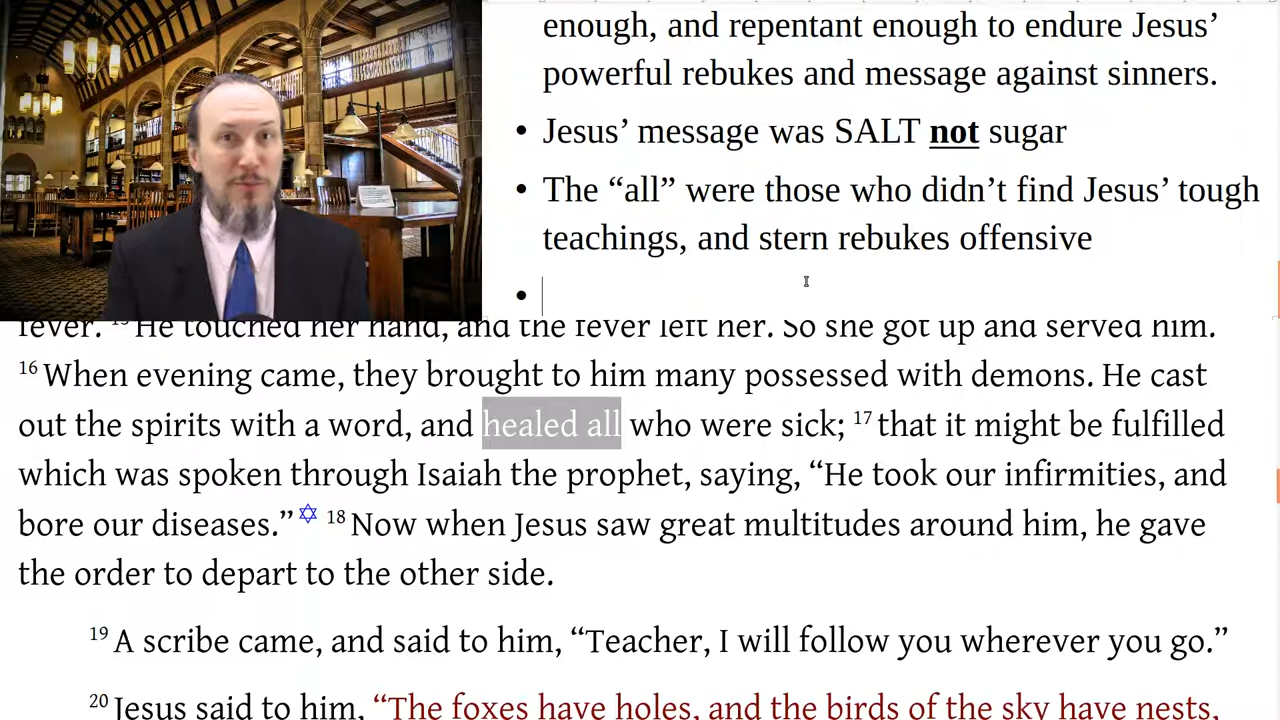 enough, and repentant enough to endure Jesus’
powerful rebukes and message against sinners.
• Jesus’ message was SALT not sugar
• The “all” were those who didn’t find Jesus’ tough
teachings, and stern rebukes offensive
•
fever. 15 He touched her hand, and the fever left her. So she got up and served him.
16 When evening came, they brought to him many possessed with demons. He cast
out the spirits with a word, and healed all who were sick; 17 that it might be fulfilled
which was spoken through Isaiah the prophet, saying, “He took our infirmities, and
bore our diseases.”✡ 18 Now when Jesus saw great multitudes around him, he gave
the order to depart to the other side.
19 A scribe came, and said to him, “Teacher, I will follow you wherever you go.”
20 Jesus said to him, “The foxes have holes, and the birds of the sky have nests,